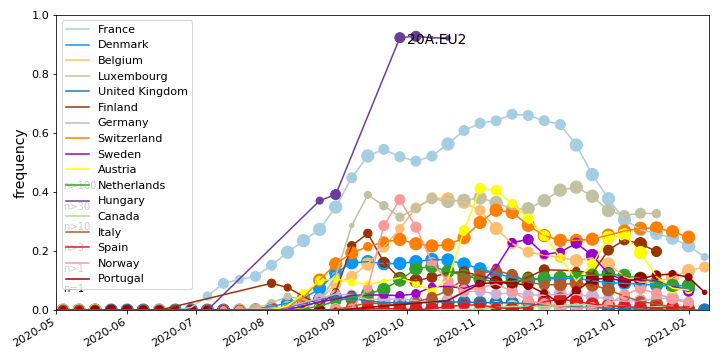 1.0
0.8
0.6
0.4
0.2
0.0
frequency
France
Denmark
Belgium
Luxembourg
United Kingdom
Finland
Germany
Switzerland
Sweden
Austria
Netherlands
Hungary
Canada
Italy
Spain
Norway
Portugal
n>100
n>30
n>10
n>3
n>1
n=1
20A.EU2
2020-05
2020-06
2020-07
2020-08
2020-09
2020-10
2020-11
2020-12
2021-01
2021-02